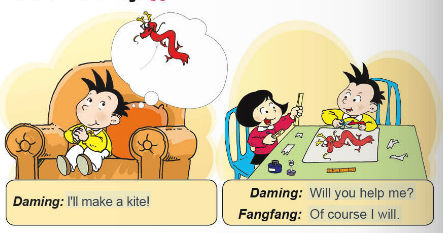 Daming: I'll make a kite!
Daming: Will you help me?
Fangfang: Of course I will.